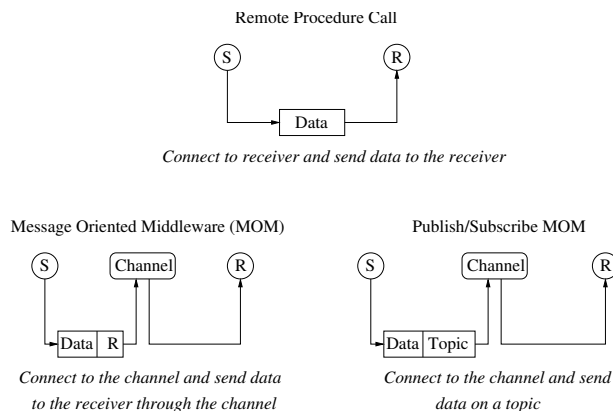 Remote Procedure Call
S
R
Data
Connect to receiver and send data to the receiver
Message Oriented Middleware (MOM)
S
Channel
R
Data R
Connect to the channel and send data
to the receiver through the channel
Publish/Subscribe MOM
S
Channel
R
Data Topic
Connect to the channel and send
data on a topic